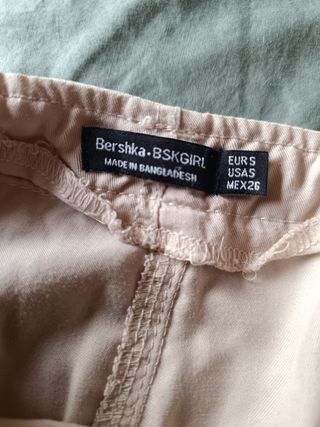 Bershka•BSKGIRL
MADE IN BANGLADESH
EUR S
USA S
MEX 26